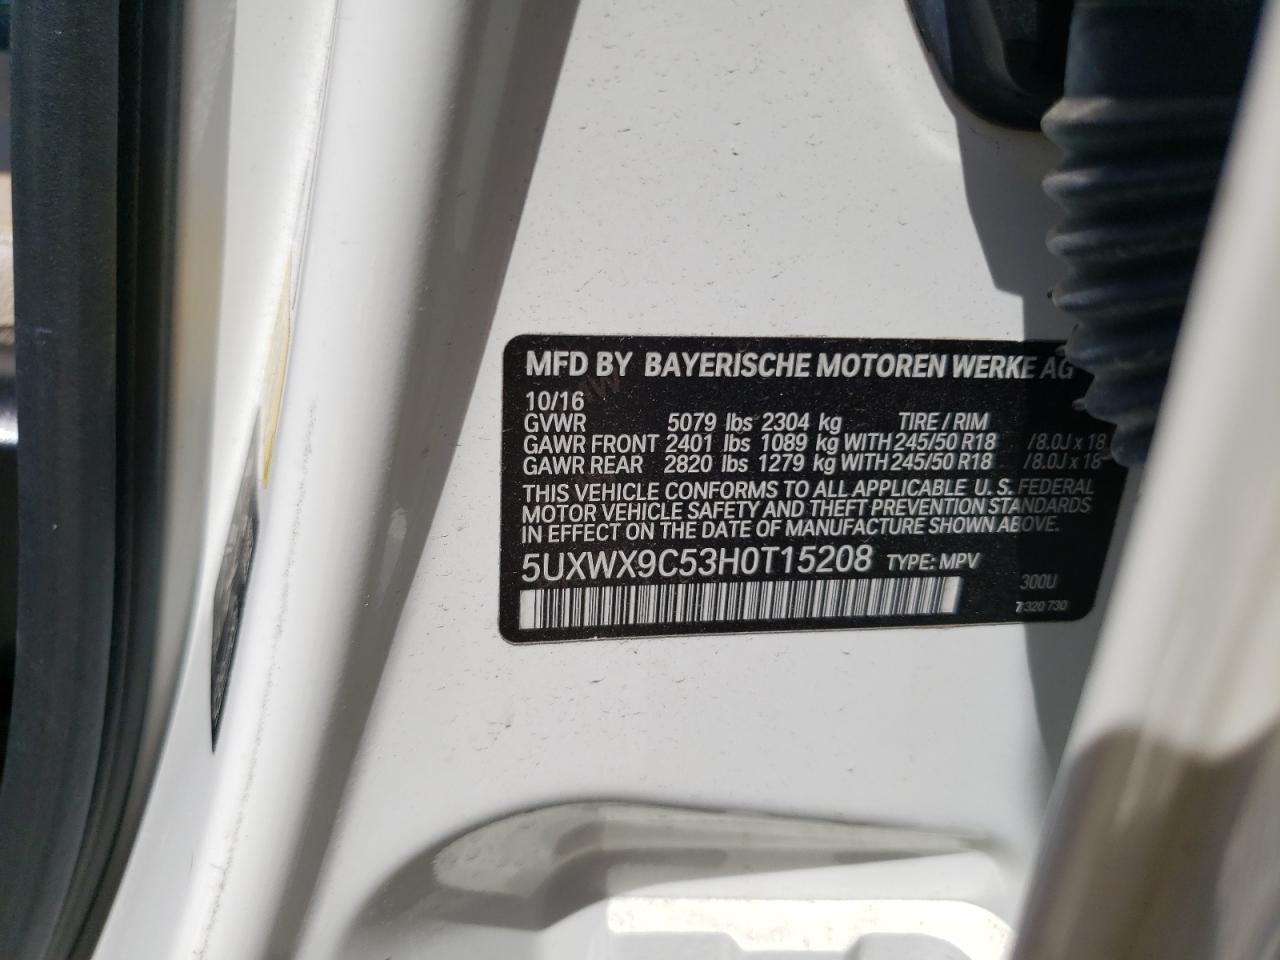 MFD BY BAYERISCHE MOTOREN WERKE AG
10/16
GVWR 5079 lbs 2304 kg TIRE / RIM
GAWR FRONT 2401 lbs 1089 kg WITH 245/50 R18 /8.0J x 18
GAWR REAR 2820 lbs 1279 kg WITH 245/50 R18 /8.0J x 18
THIS VEHICLE CONFORMS TO ALL APPLICABLE U.S. FEDERAL
MOTOR VEHICLE SAFETY AND THEFT PREVENTION STANDARDS
IN EFFECT ON THE DATE OF MANUFACTURE SHOWN ABOVE.
5UXWX9C53H0T15208 TYPE: MPV
300U
7 320 730